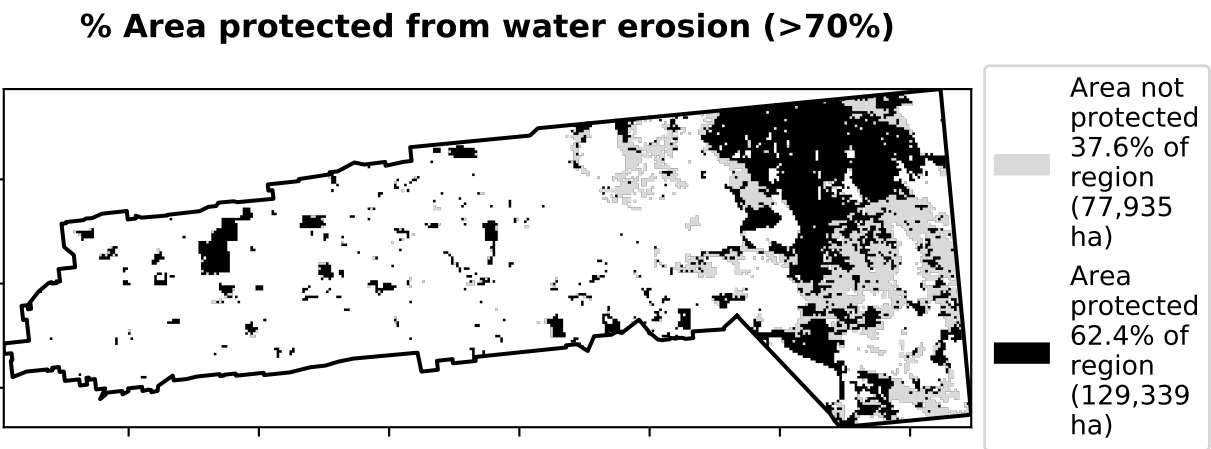 % Area protected from water erosion (>70%)
Area not
protected
37.6% of
region
(77,935
ha)
Area
protected
62.4% of
region
(129,339
ha)